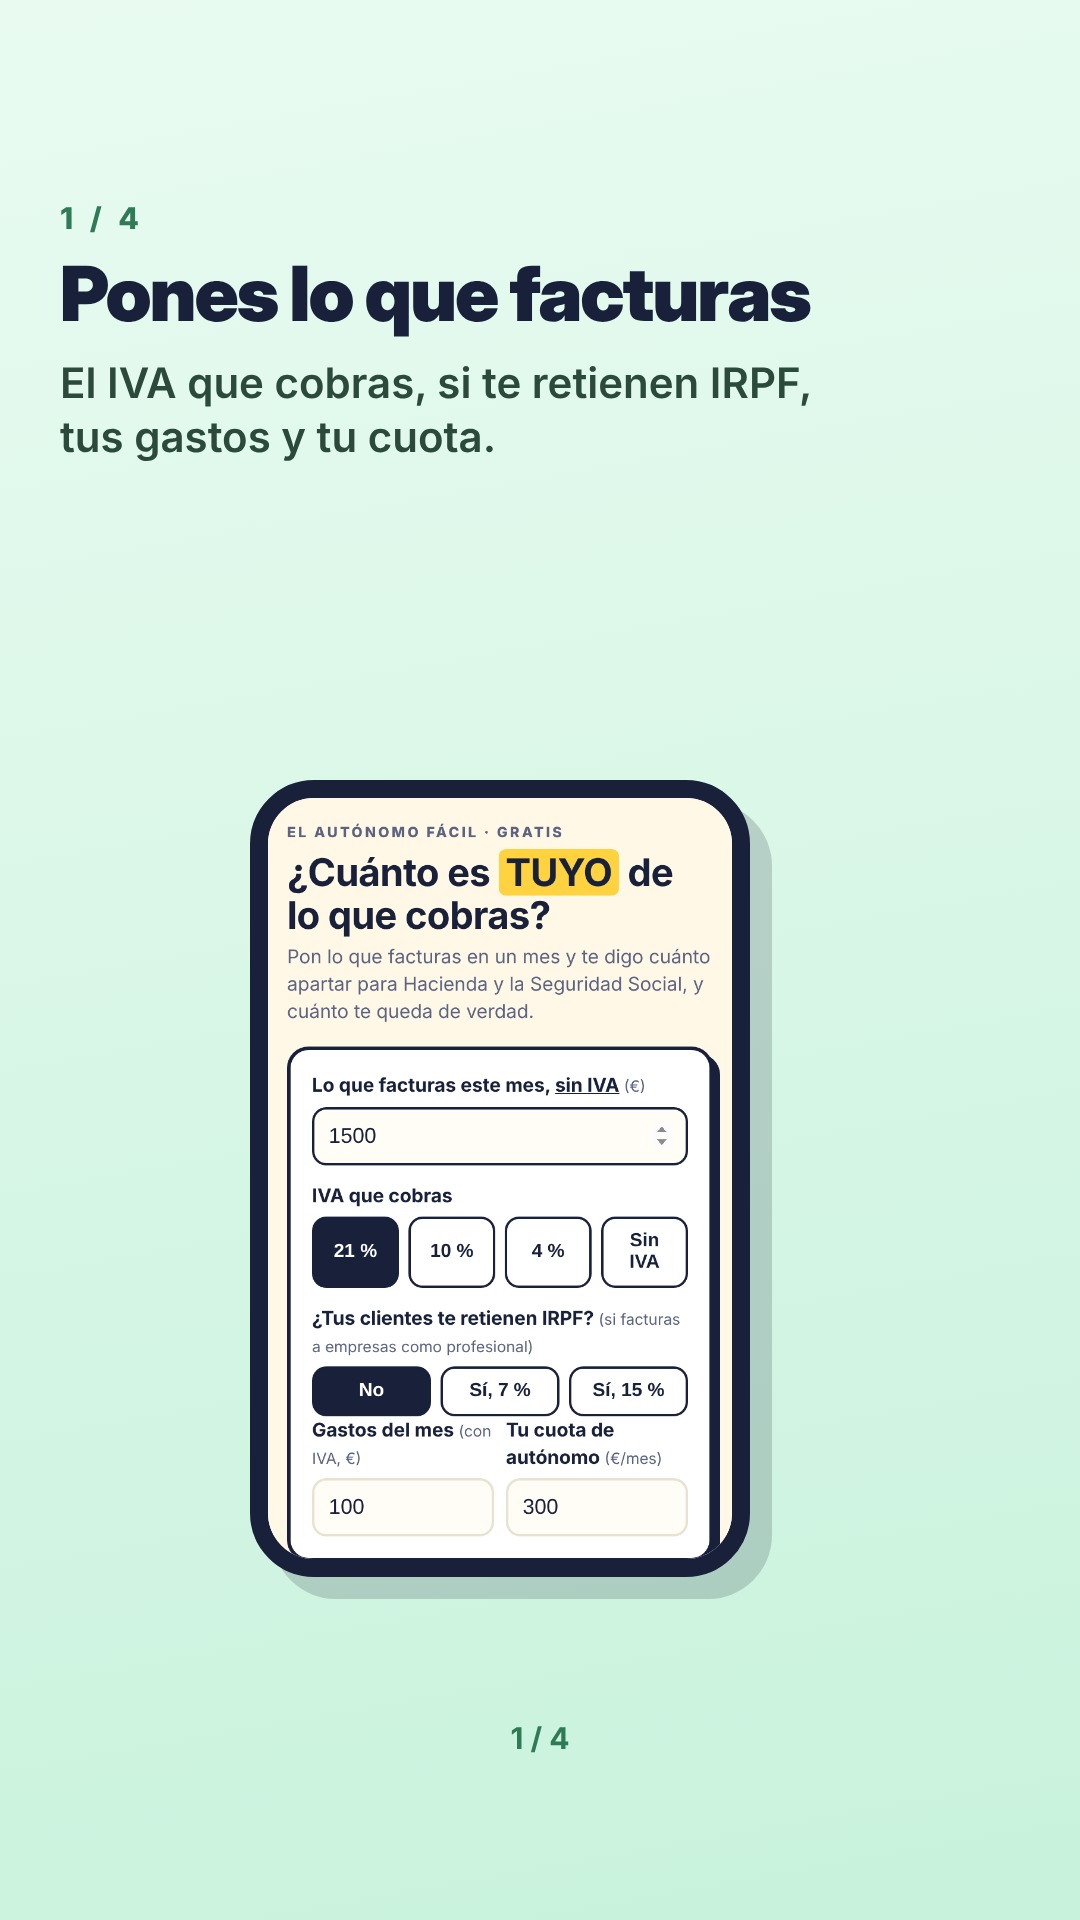 1 / 4
Pones lo que facturas
El IVA que cobras, si te retienen IRPF,
tus gastos y tu cuota.
EL AUTÓNOMO FÁCIL · GRATIS
¿Cuánto es TUYO de
lo que cobras?
Pon lo que facturas en un mes y te digo cuánto
apartar para Hacienda y la Seguridad Social, y
cuánto te queda de verdad.
Lo que facturas este mes, sin IVA (€)
1500
IVA que cobras
21 % 10 % 4 % Sin
IVA
¿Tus clientes te retienen IRPF? (si facturas
a empresas como profesional)
No Sí, 7 % Sí, 15 %
Gastos del mes (con
IVA, €)
Tu cuota de
autónomo (€/mes)
100 300
1 / 4